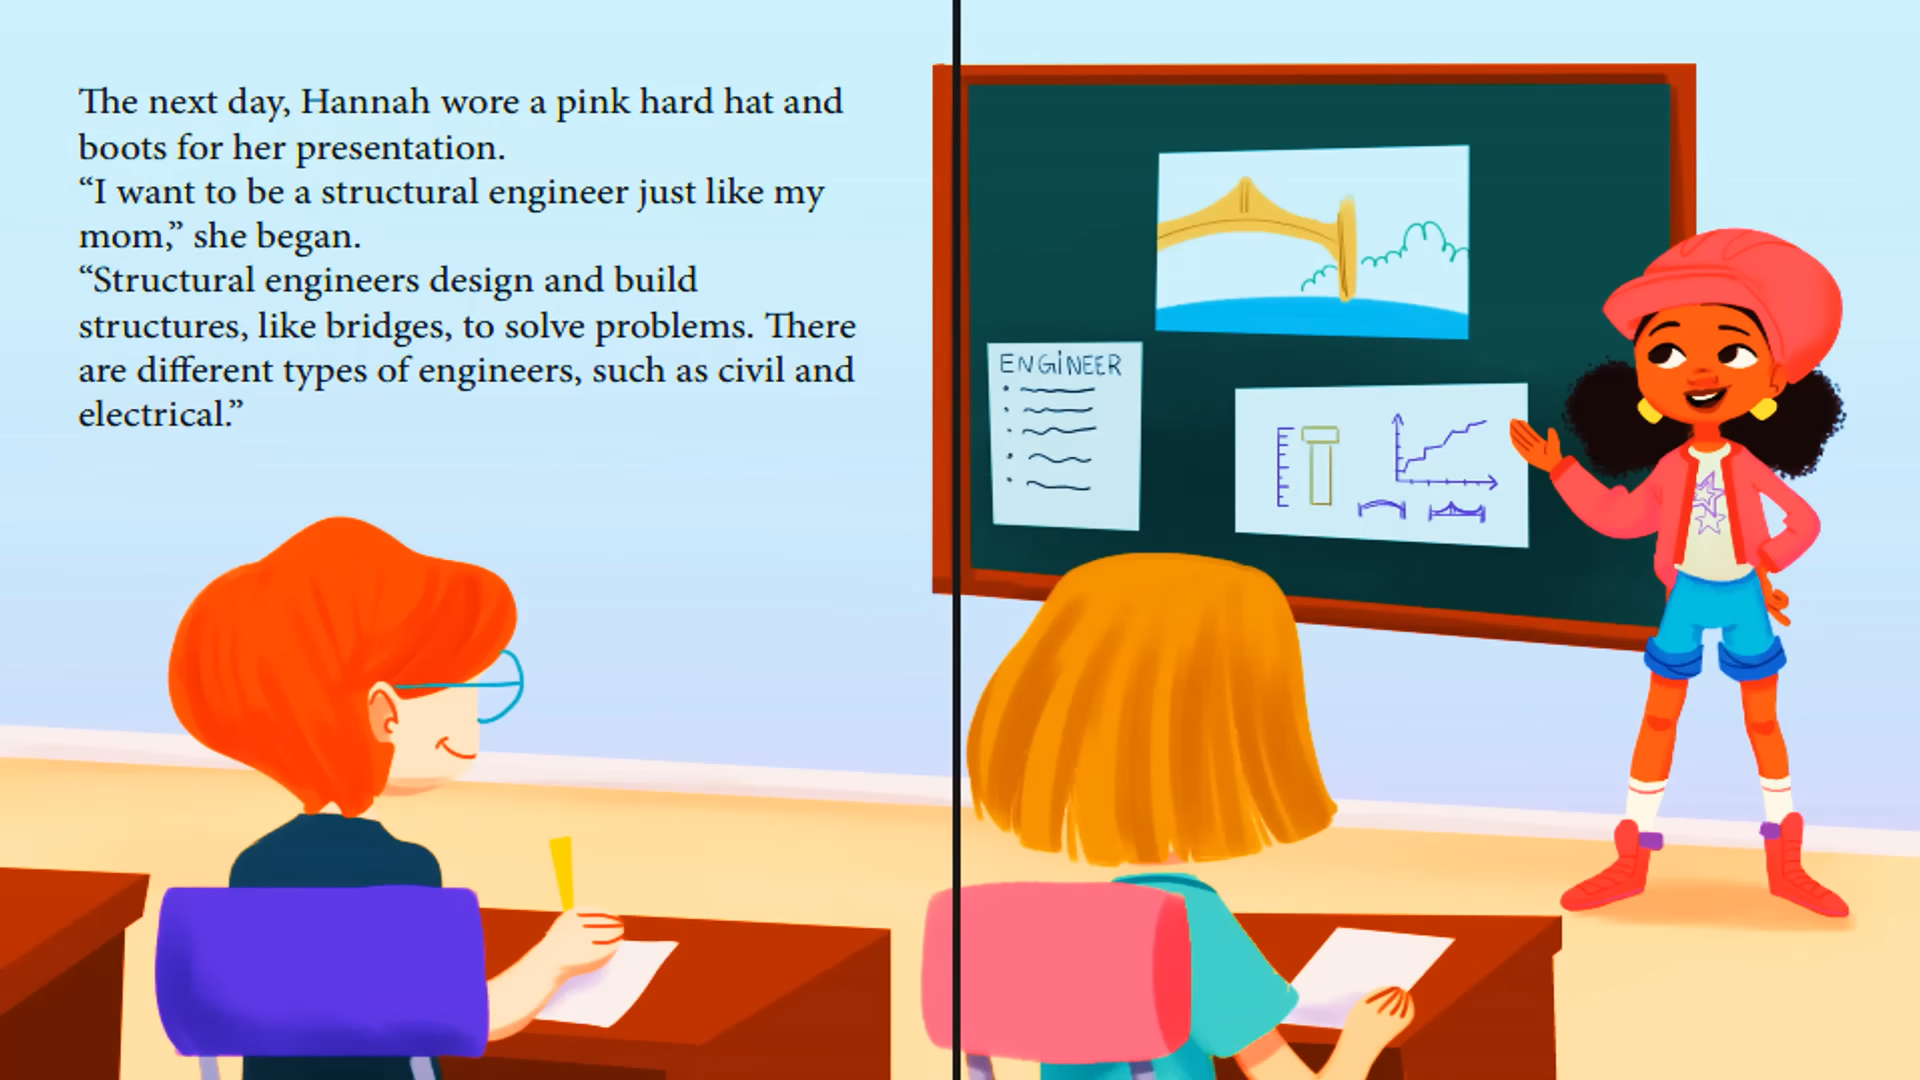 The next day, Hannah wore a pink hard hat and
boots for her presentation.
“I want to be a structural engineer just like my
mom,” she began.
“Structural engineers design and build
structures, like bridges, to solve problems. There
are different types of engineers, such as civil and
electrical.”
ENGiNEER